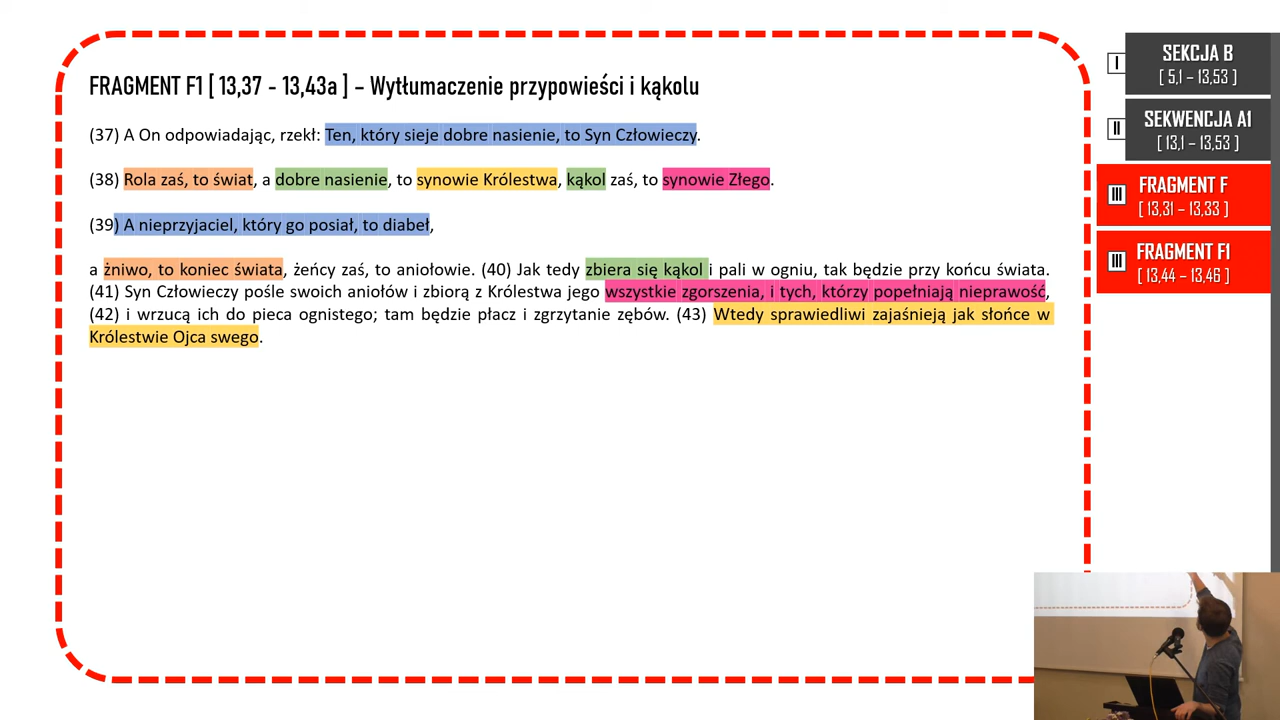 FRAGMENT F1 [ 13,37 - 13,43a ] – Wytłumaczenie przypowieści i kąkolu
(37) A On odpowiadając, rzekł: Ten, który sieje dobre nasienie, to Syn Człowieczy.
(38) Rola zaś, to świat, a dobre nasienie, to synowie Królestwa, kąkol zaś, to synowie Złego.
(39) A nieprzyjaciel, który go posiał, to diabeł,
a żniwo, to koniec świata, żeńcy zaś, to aniołowie. (40) Jak tedy zbiera się kąkol i pali w ogniu, tak będzie przy końcu świata.
(41) Syn Człowieczy pośle swoich aniołów i zbiorą z Królestwa jego wszystkie zgorszenia, i tych, którzy popełniają nieprawość,
(42) i wrzucą ich do pieca ognistego; tam będzie płacz i zgrzytanie zębów. (43) Wtedy sprawiedliwi zajaśnieją jak słońce w
Królestwie Ojca swego.
I
SEKCJA B
[ 5,1 – 13,53 ]
II
SEKWENCJA A1
[ 13,1 – 13,53 ]
III
FRAGMENT F
[ 13,31 – 13,33 ]
III
FRAGMENT F1
[ 13,44 – 13,46 ]